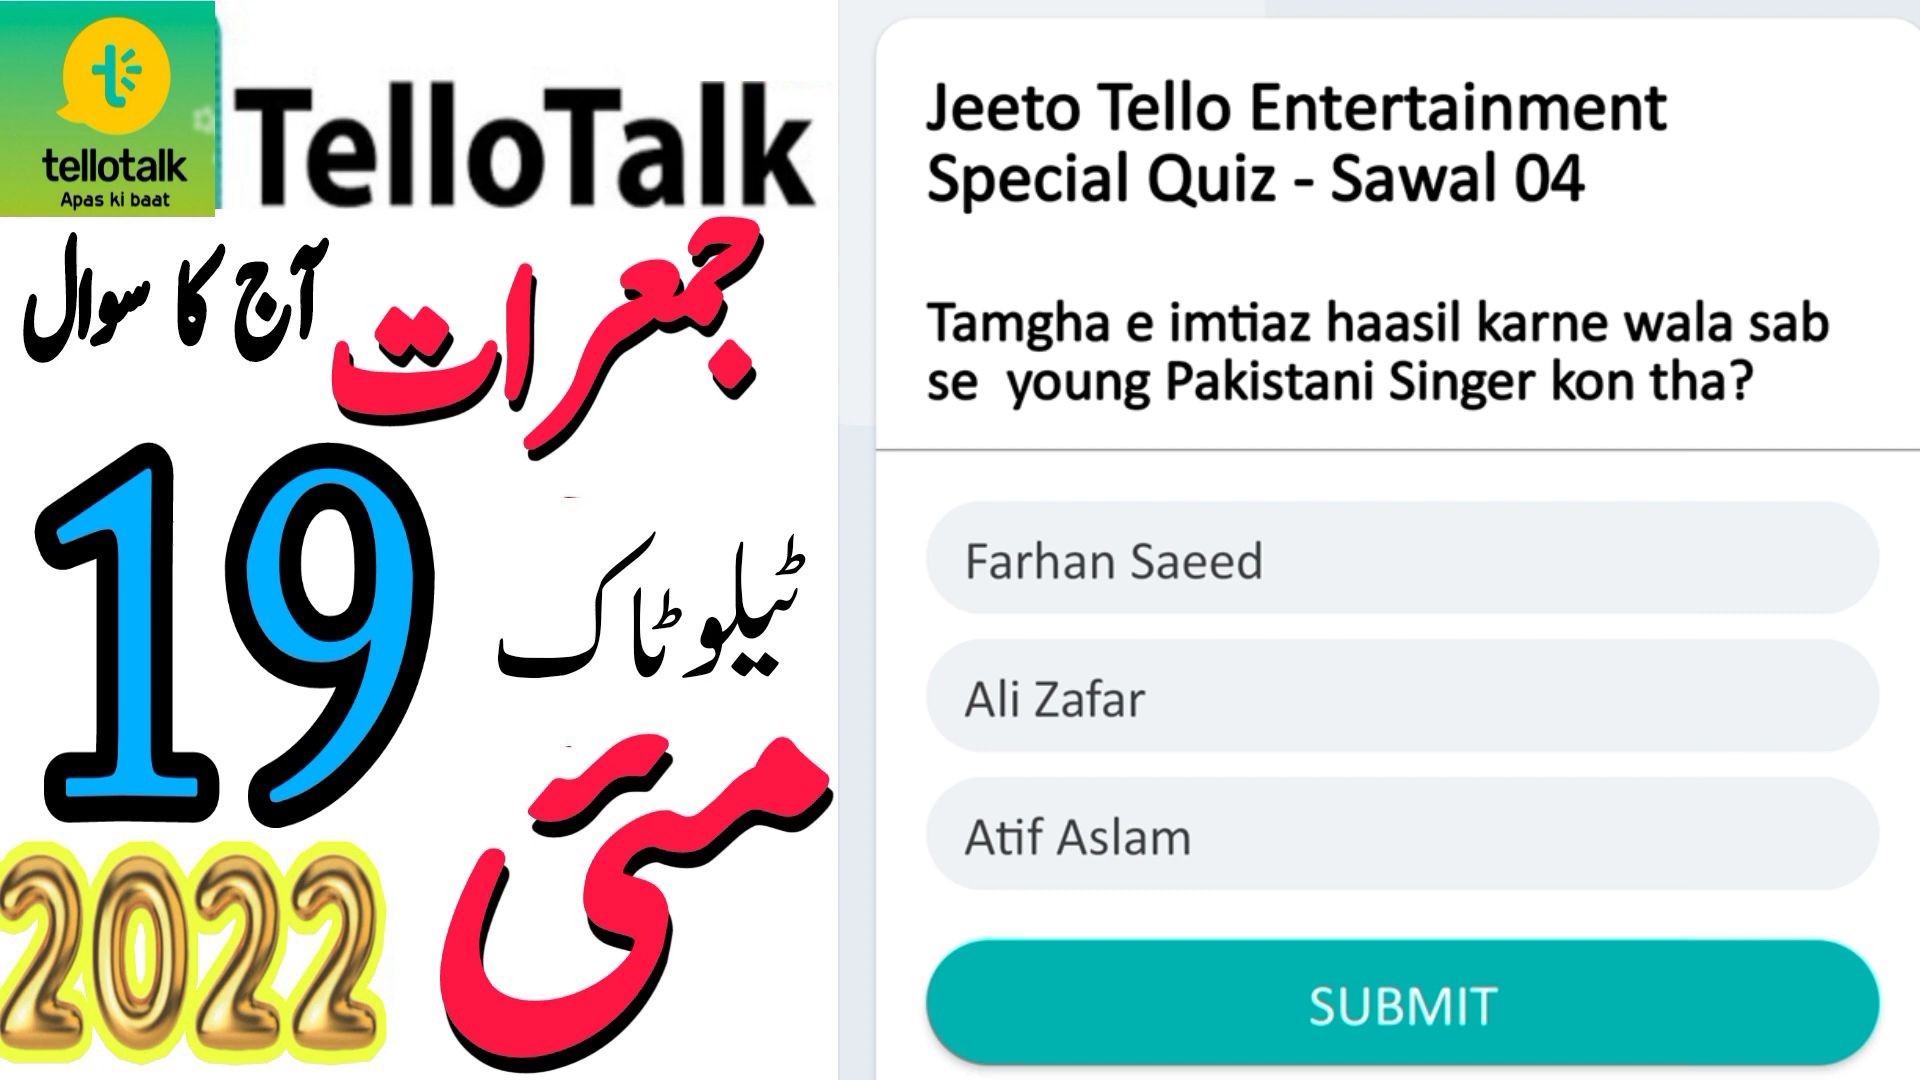 tellotalk
Apas ki baat
TelloTalk
آج کا سوال
جمعرات
19
ٹیلو ٹاک
مئی
2022
Jeeto Tello Entertainment
Special Quiz - Sawal 04
Tamgha e imtiaz haasil karne wala sab
se young Pakistani Singer kon tha?
Farhan Saeed
Ali Zafar
Atif Aslam
SUBMIT